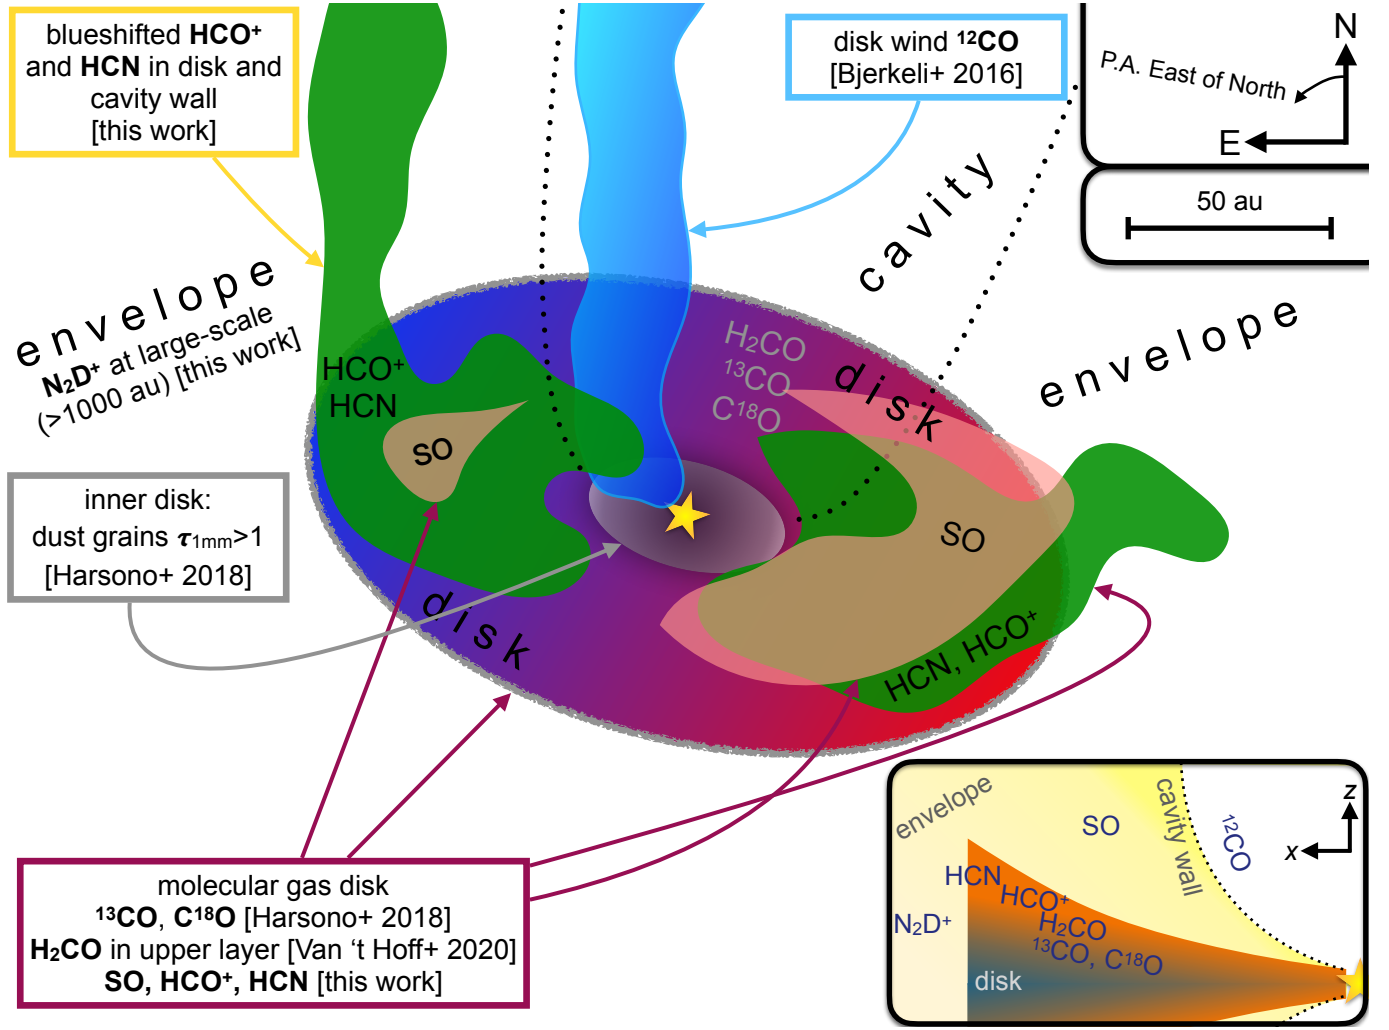 blueshifted HCO⁺
and HCN in disk and
cavity wall
[this work]
disk wind ¹²CO
[Bjerkeli+ 2016]
N
P.A. East of North
E
50 au
cavity
envelope
N₂D⁺ at large-scale
(>1000 au) [this work]
envelope
H₂CO
¹³CO
C¹⁸O
disk
HCO⁺
HCN
SO
SO
inner disk:
dust grains 𝝉1mm>1
[Harsono+ 2018]
disk
HCN, HCO⁺
molecular gas disk
¹³CO, C¹⁸O [Harsono+ 2018]
H₂CO in upper layer [Van ‘t Hoff+ 2020]
SO, HCO⁺, HCN [this work]
envelope
SO
cavity wall
¹²CO
z
x
HCN
HCO⁺
H₂CO
¹³CO, C¹⁸O
N₂D⁺
disk